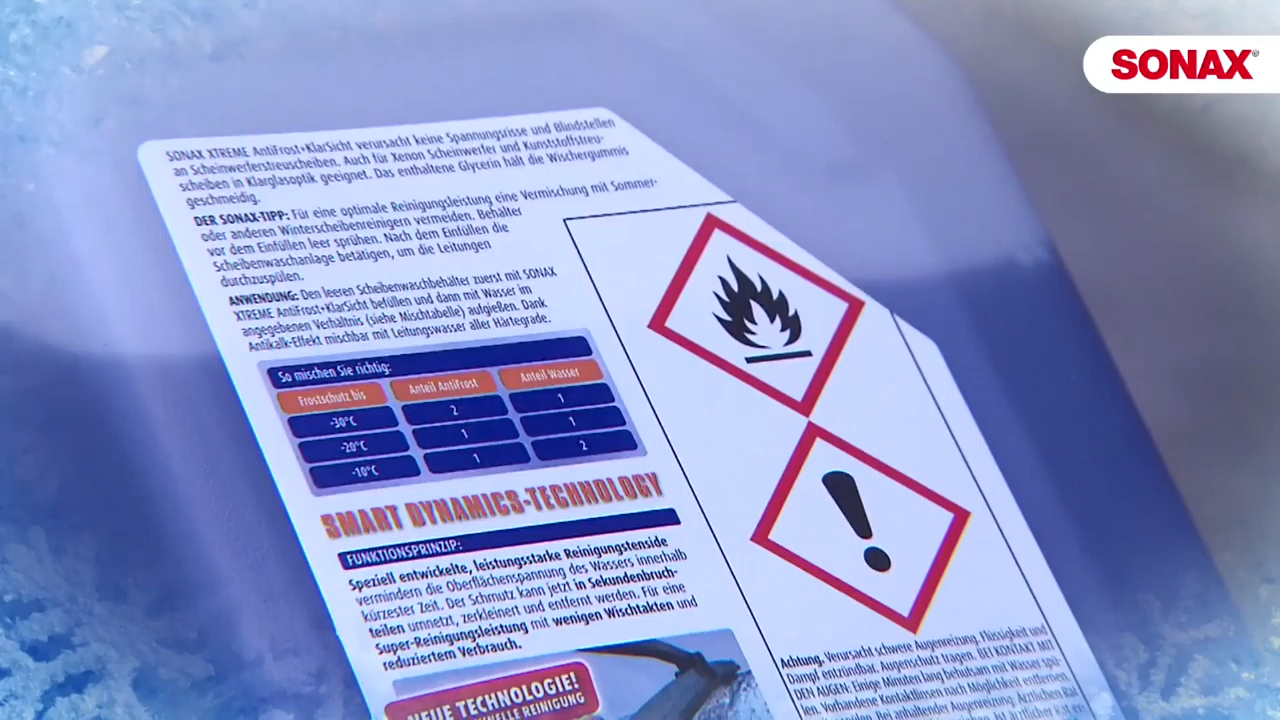 SONAX
SONAX XTREME AntiFrost+KlarSicht verursacht keine Spannungsrisse und Blindstellen
an Scheinwerferstreuscheiben. Auch für Xenon Scheinwerfer und Kunststoffstreu-
scheiben in Klarglasoptik geeignet. Das enthaltene Glycerin hält die Wischergummis
geschmeidig.
DER SONAX-TIPP: Für eine optimale Reinigungsleistung eine Vermischung mit Sommer-
oder anderen Winterscheibenreinigern vermeiden. Behälter
vor dem Einfüllen leer sprühen. Nach dem Einfüllen die
Scheibenwaschanlage betätigen, um die Leitungen
durchzuspülen.
ANWENDUNG: Den leeren Scheibenwaschbehälter zuerst mit SONAX
XTREME AntiFrost+KlarSicht befüllen und dann mit Wasser im
angegebenen Verhältnis (siehe Mischtabelle) aufgießen. Dank
Antikalk-Effekt mischbar mit Leitungswasser aller Härtegrade.
So mischen Sie richtig:
Frostschutz bis Anteil AntiFrost Anteil Wasser
-30°C 2 1
-20°C 1 1
-10°C 1 2
SMART DYNAMICS-TECHNOLOGY
FUNKTIONSPRINZIP:
Speziell entwickelte, leistungsstarke Reinigungstenside
vermindern die Oberflächenspannung des Wassers innerhalb
kürzester Zeit. Der Schmutz kann jetzt in Sekundenbruch-
teilen umnetzt, zerkleinert und entfernt werden. Für eine
Super-Reinigungsleistung mit wenigen Wischtakten und
reduziertem Verbrauch.
NEUE TECHNOLOGIE!
REINIGUNG
Achtung. Verursacht schwere Augenreizung. Flüssigkeit und
Dampf entzündbar. Augenschutz tragen. BEI KONTAKT MIT
DEN AUGEN: Einige Minuten lang behutsam mit Wasser spü-
len. Vorhandene Kontaktlinsen nach Möglichkeit entfernen.
Bei anhaltender Augenreizung: Ärztlichen Rat